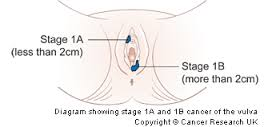 Stage 1A
(less than 2cm)
Stage 1B
(more than 2cm)
Diagram showing stage 1A and 1B cancer of the vulva
Copyright © Cancer Research UK